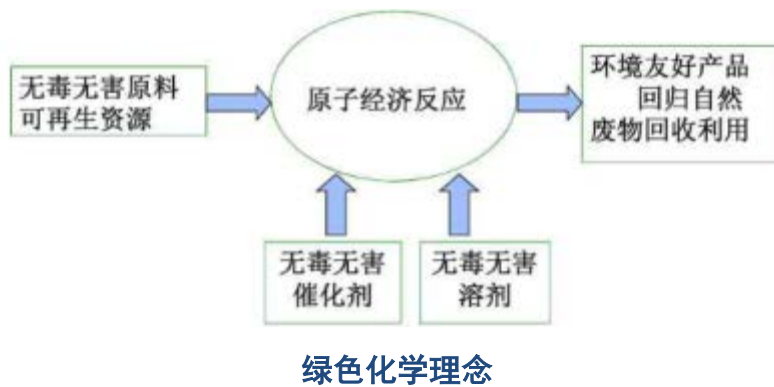 无毒无害原料
可再生资源
原子经济反应
环境友好产品
回归自然
废物回收利用
无毒无害
催化剂
无毒无害
溶剂
绿色化学理念